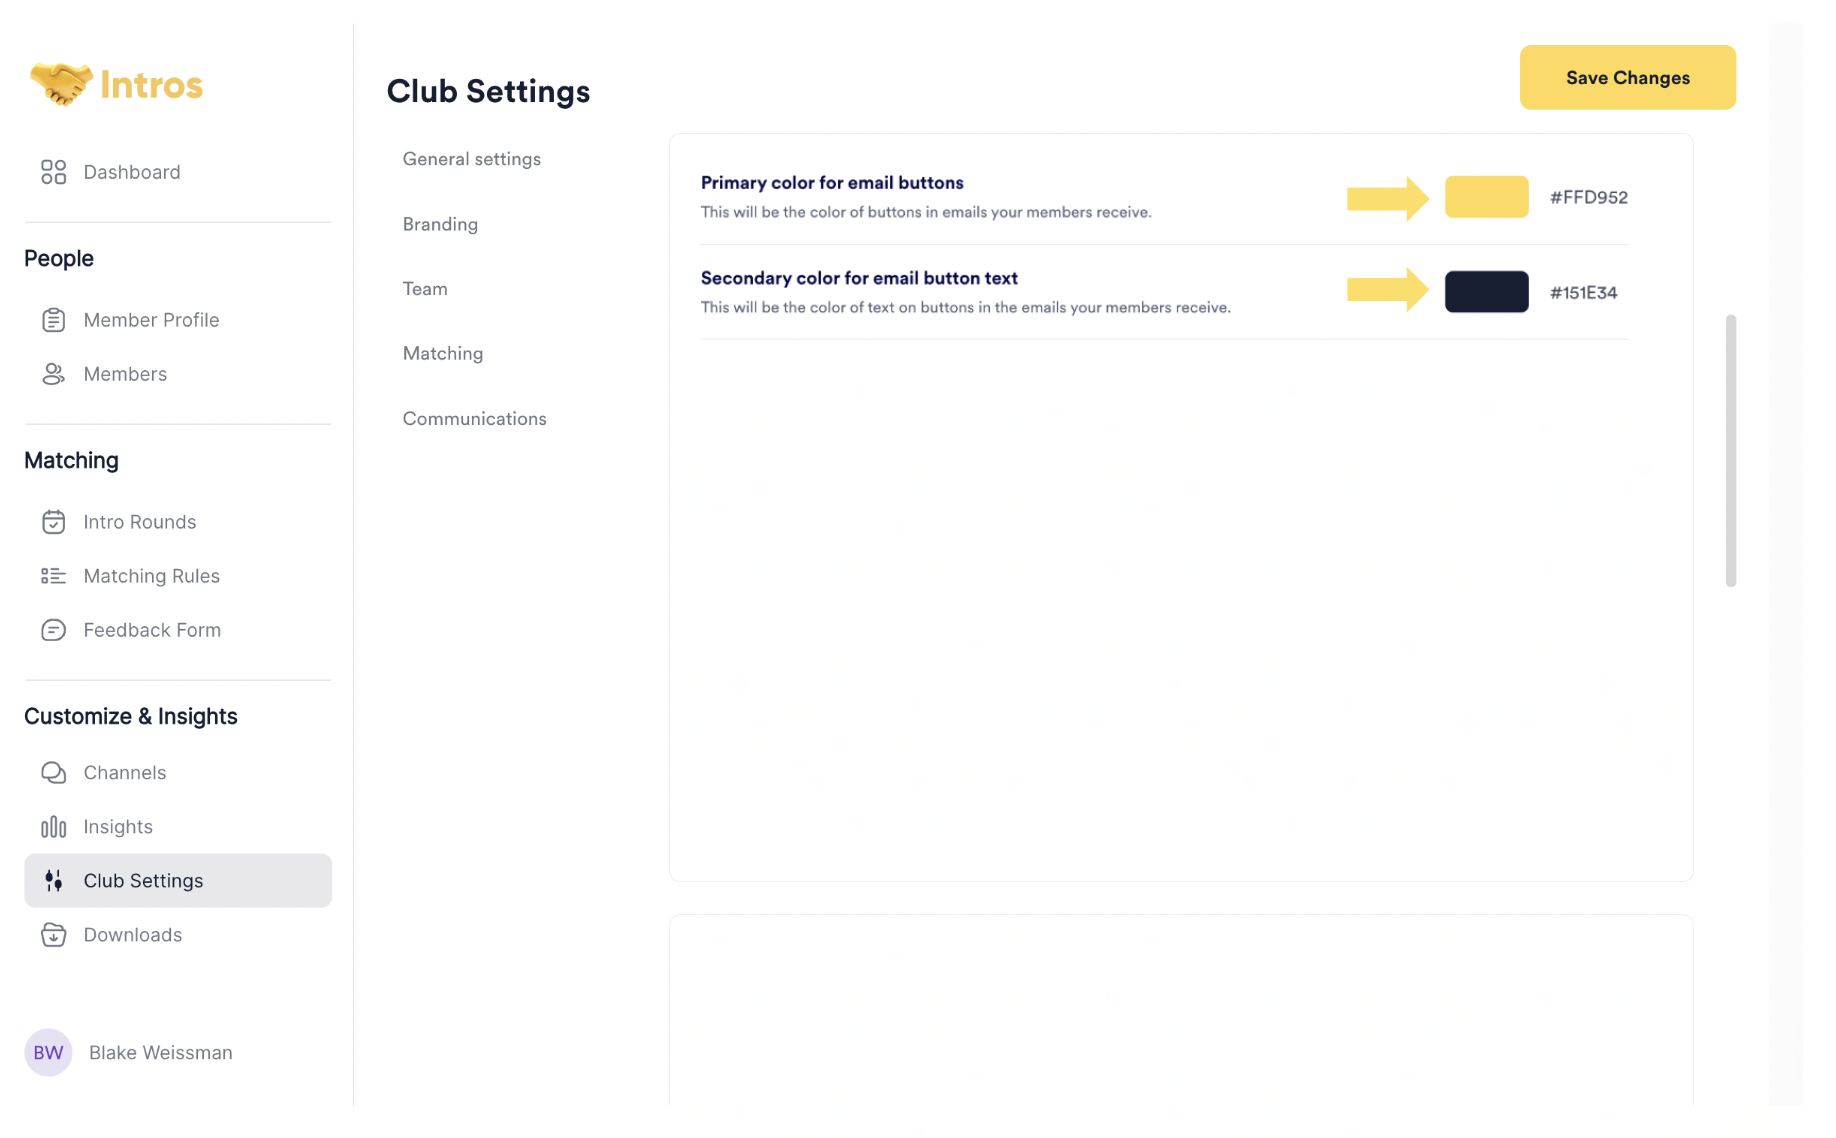 Intros
Dashboard
People
Member Profile
Members
Matching
Intro Rounds
Matching Rules
Feedback Form
Customize & Insights
Channels
Insights
Club Settings
Downloads
BW
Blake Weissman
Club Settings
Save Changes
General settings
Branding
Team
Matching
Communications
Primary color for email buttons
This will be the color of buttons in emails your members receive.
#FFD952
Secondary color for email button text
This will be the color of text on buttons in the emails your members receive.
#151E34